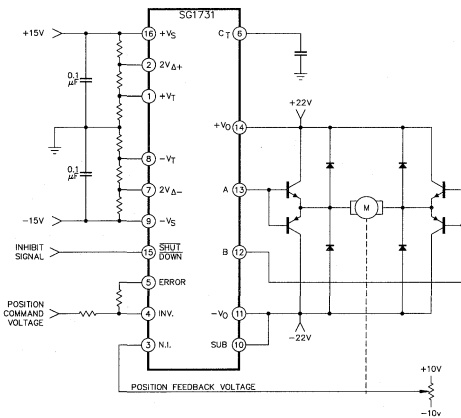 SG1731
+15V
16 +VS
CT 6
2 2VΔ+
0.1 μF
1 +VT
+22V
+VO 14
8 −VT
0.1 μF
7 2VΔ−
A 13
M
−15V
9 −VS
INHIBIT SIGNAL
15 SHUT DOWN
B 12
5 ERROR
POSITION COMMAND VOLTAGE
4 INV.
−VO 11
3 N.I.
SUB 10
−22V
+10V
POSITION FEEDBACK VOLTAGE
−10v